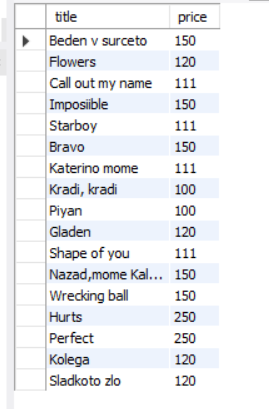 title price
Beden v surceto 150
Flowers 120
Call out my name 111
Imposiible 150
Starboy 111
Bravo 150
Katerino mome 111
Kradi, kradi 100
Piyan 100
Gladen 120
Shape of you 111
Nazad,mome Kal... 150
Wrecking ball 150
Hurts 250
Perfect 250
Kolega 120
Sladkoto zlo 120